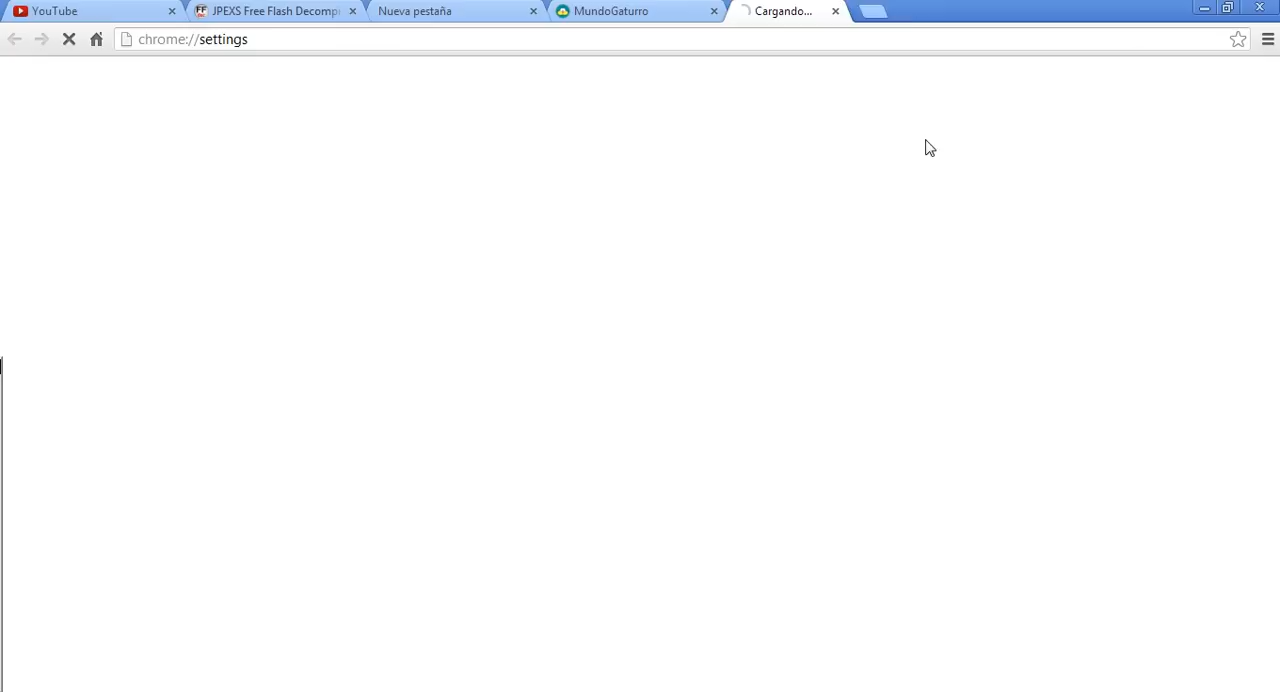 YouTube
JPEXS Free Flash Decomp
Nueva pestaña
MundoGaturro
Cargando...
chrome://settings